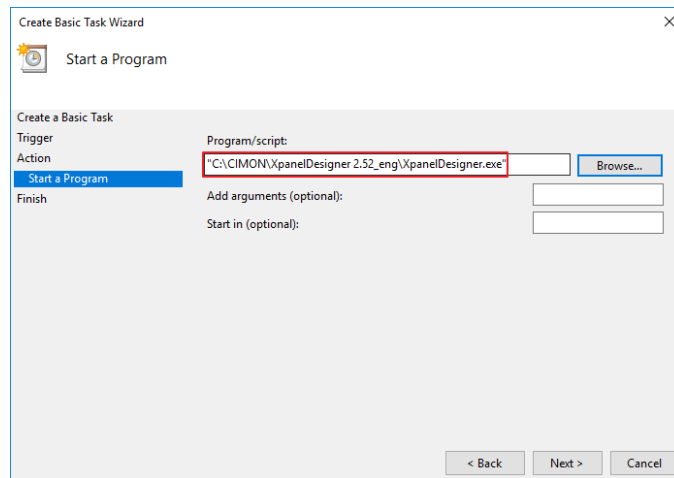 Create Basic Task Wizard
Start a Program
Create a Basic Task
Trigger
Action
Start a Program
Finish
Program/script:
"C:\CIMON\XpanelDesigner 2.52_eng\XpanelDesigner.exe"
Browse...
Add arguments (optional):
Start in (optional):
< Back
Next >
Cancel